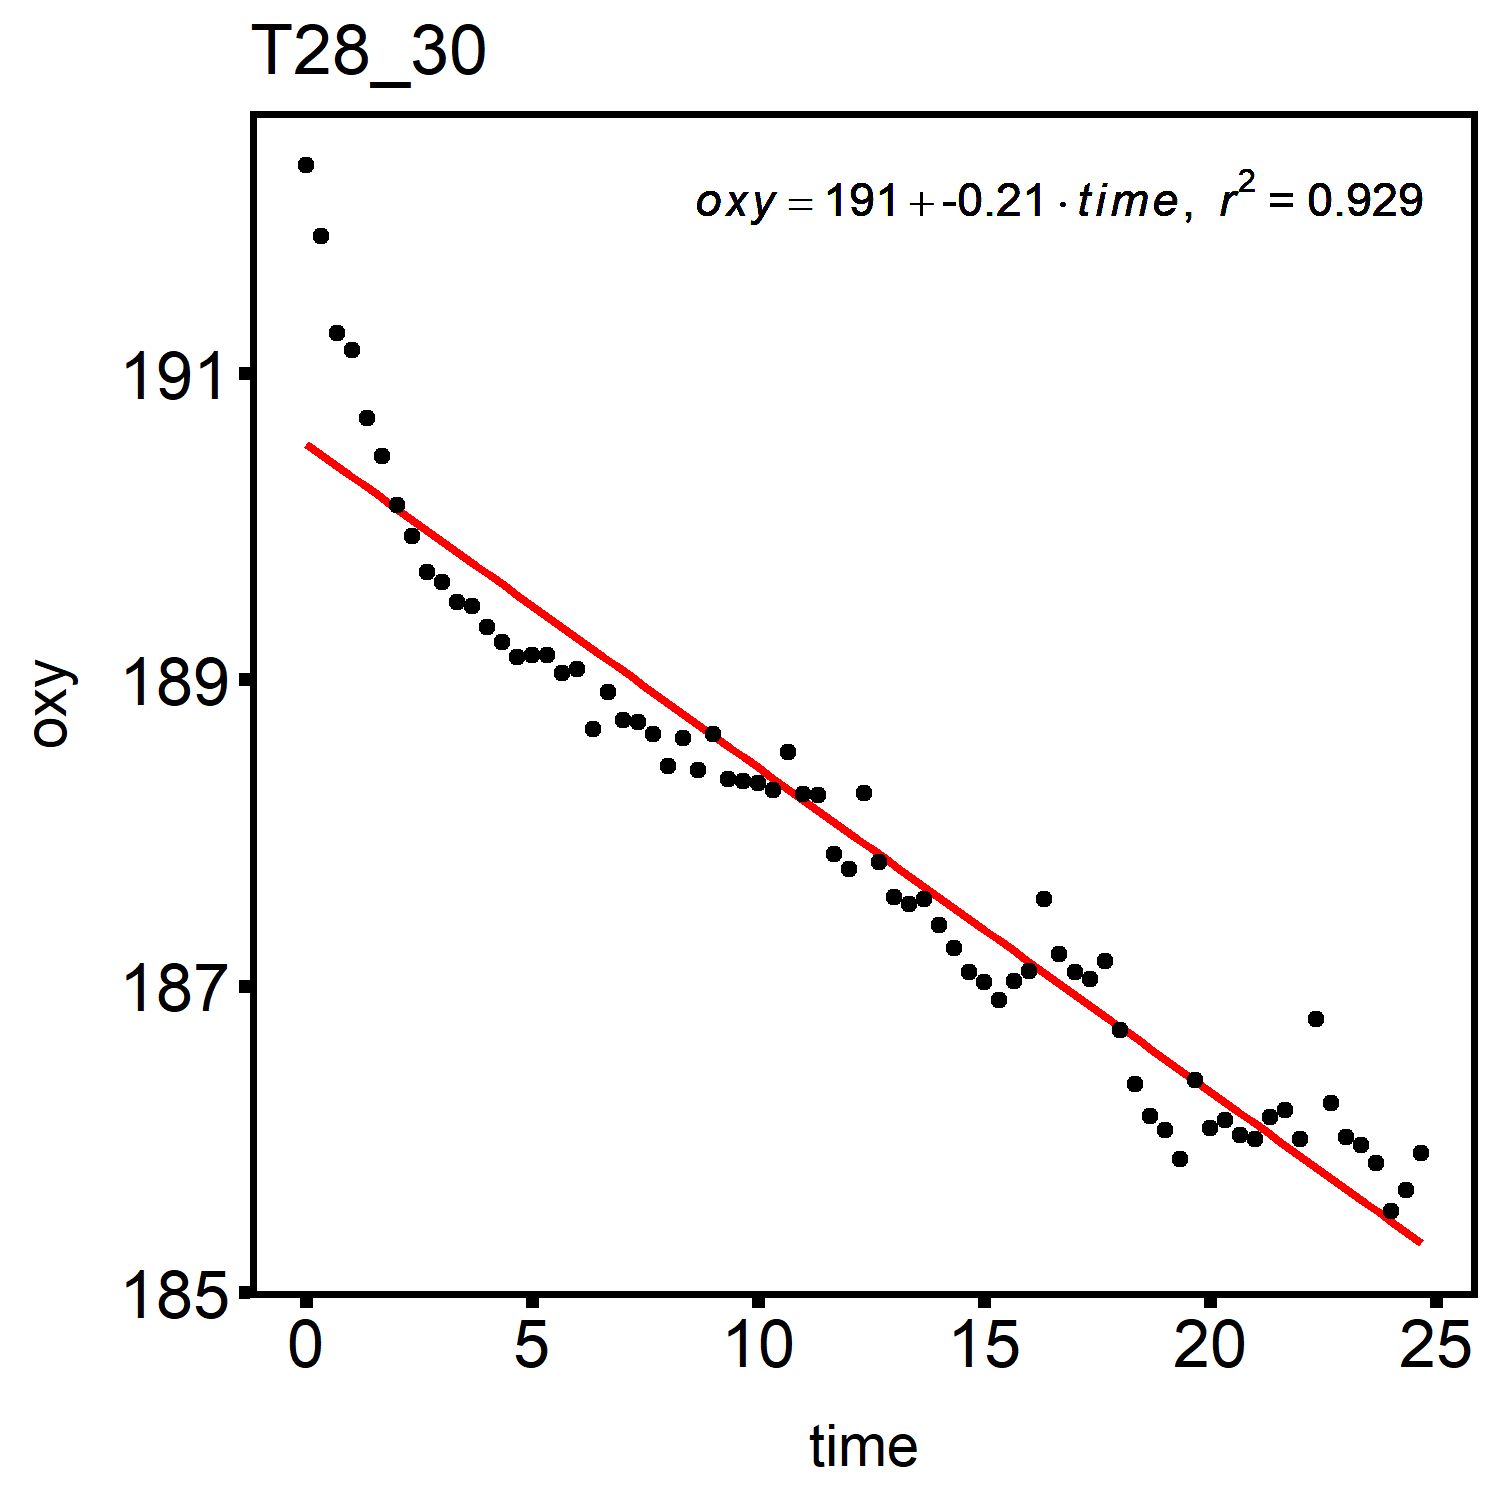 T28_30
oxy = 191 + -0.21 · time, r² = 0.929
191
189
187
185
oxy
0 5 10 15 20 25
time